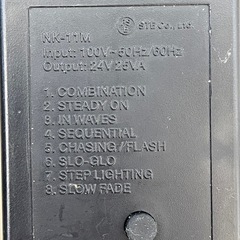 STE Co., Ltd
NK-11M
Input: 100V~50Hz/60Hz
Output: 24V 26VA
1. COMBINATION
2. STEADY ON
3. IN WAVES
4. SEQUENTIAL
5. CHASING//FLASH
6. SLO-GLO
7. STEP LIGHTING
8. SLOW FADE